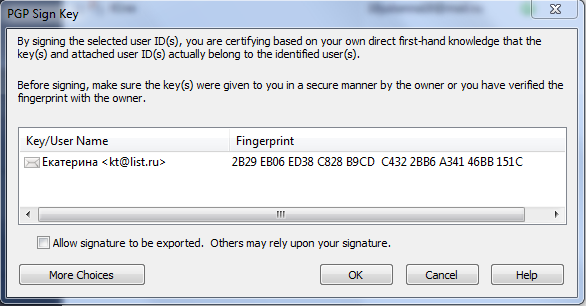 PGP Sign Key
By signing the selected user ID(s), you are certifying based on your own direct first-hand knowledge that the
key(s) and attached user ID(s) actually belong to the identified user(s).
Before signing, make sure the key(s) were given to you in a secure manner by the owner or you have verified the
fingerprint with the owner.
Key/User Name Fingerprint
Екатерина <kt@list.ru> 2B29 EB06 ED38 C828 B9CD C432 2BB6 A341 46BB 151C
Allow signature to be exported. Others may rely upon your signature.
More Choices OK Cancel Help